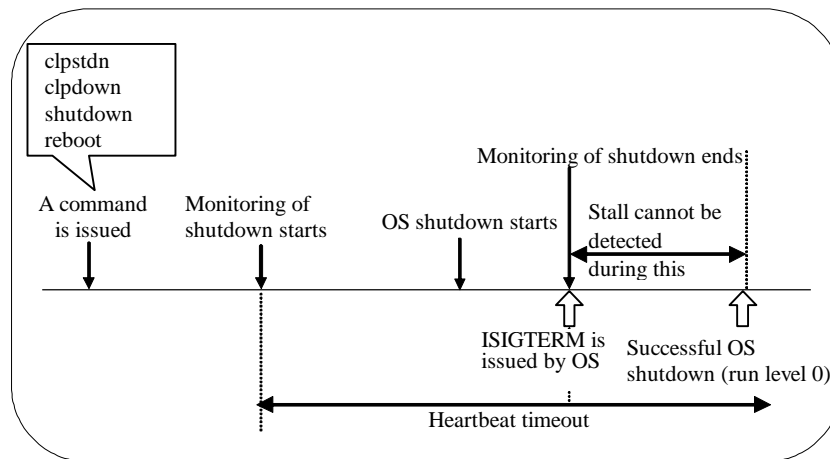 clpstdn
clpdown
shutdown
reboot
A command
is issued
Monitoring of
shutdown starts
OS shutdown starts
Monitoring of shutdown ends
Stall cannot be
detected
during this
ISIGTERM is
issued by OS
Successful OS
shutdown (run level 0)
Heartbeat timeout